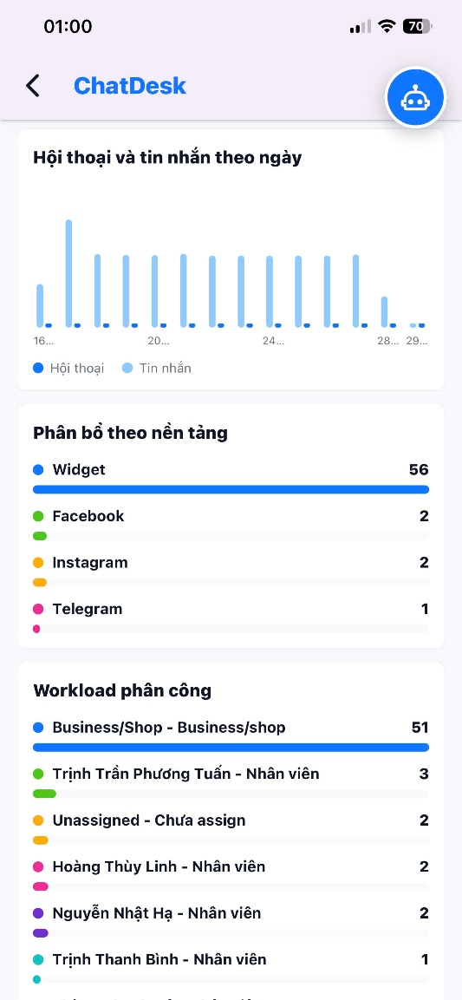 01:00
70
ChatDesk
Hội thoại và tin nhắn theo ngày
16... 20... 24... 28... 29...
Hội thoại Tin nhắn
Phân bổ theo nền tảng
Widget 56
Facebook 2
Instagram 2
Telegram 1
Workload phân công
Business/Shop - Business/shop 51
Trịnh Trần Phương Tuấn - Nhân viên 3
Unassigned - Chưa assign 2
Hoàng Thùy Linh - Nhân viên 2
Nguyễn Nhật Hạ - Nhân viên 2
Trịnh Thanh Bình - Nhân viên 1